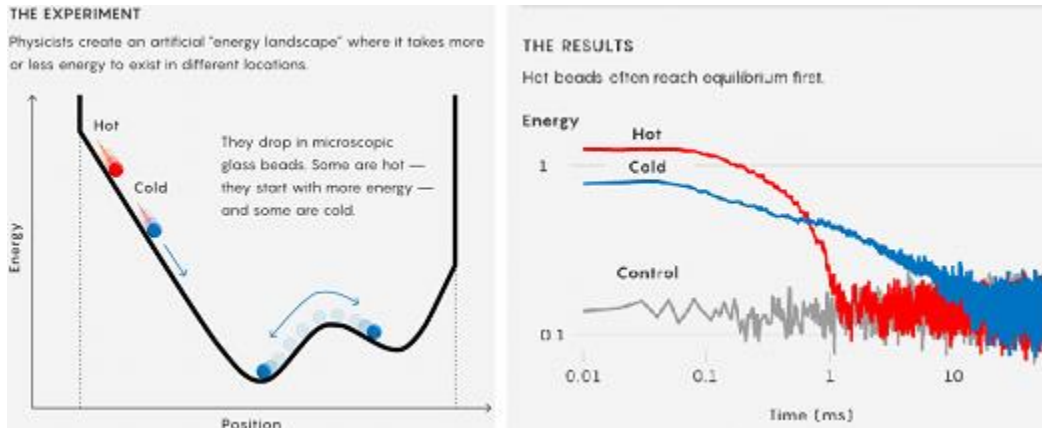 THE EXPERIMENT
Physicists create an artificial "energy landscape" where it takes more
or less energy to exist in different locations.
Hot
Cold
They drop in microscopic
glass beads. Some are hot —
they start with more energy —
and some are cold.
Energy
Position
THE RESULTS
Hot beads often reach equilibrium first.
Energy
Hot
1
Cold
Control
0.1
0.01
0.1
1
10
Time (ms)